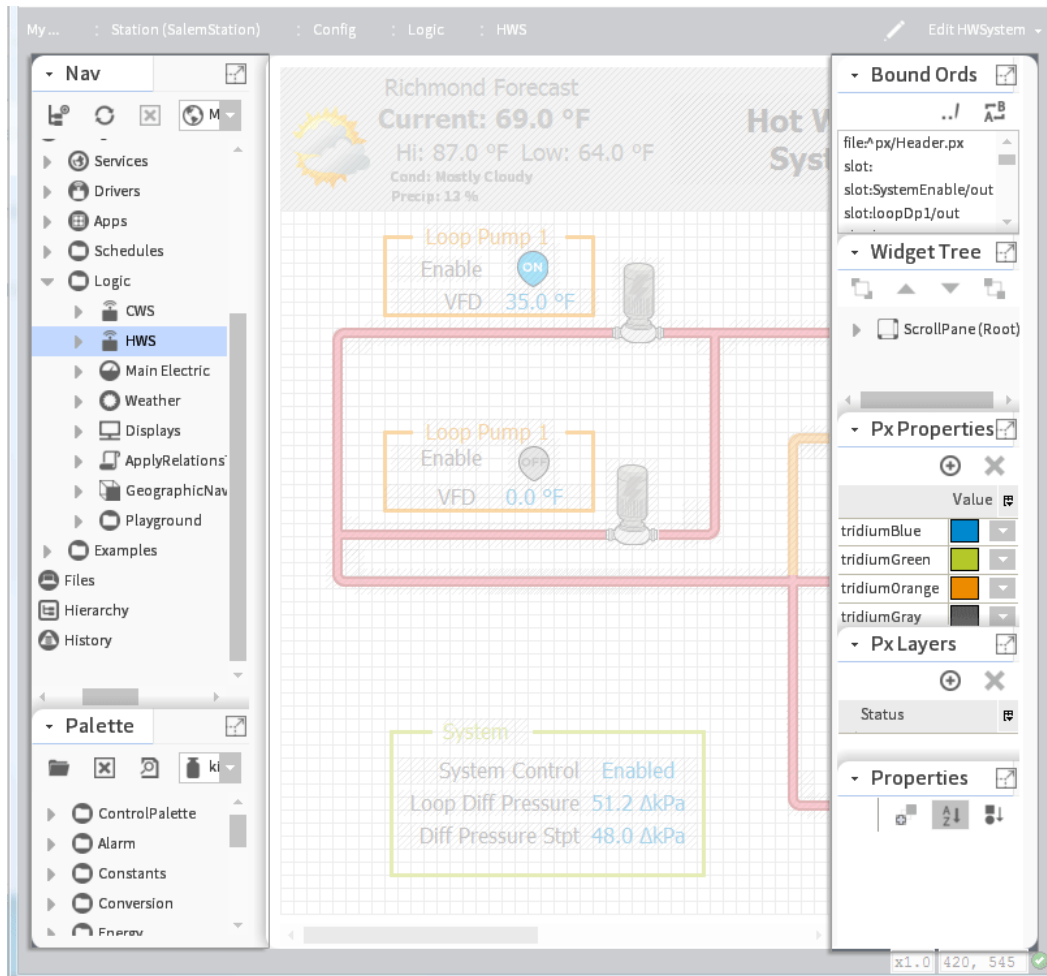 My ... : Station (SalemStation) : Config : Logic : HWS Edit HWSystem
Nav
M
Services
Drivers
Apps
Schedules
Logic
CWS
HWS
Main Electric
Weather
Displays
ApplyRelations
GeographicNav
Playground
Examples
Files
Hierarchy
History
Palette
ki
ControlPalette
Alarm
Constants
Conversion
Energy
Richmond Forecast
Current: 69.0 °F
Hi: 87.0 °F Low: 64.0 °F
Cond: Mostly Cloudy
Precip: 13 %
Hot
Sys
Loop Pump 1
Enable ON
VFD 35.0 °F
Loop Pump 1
Enable OFF
VFD 0.0 °F
System
System Control Enabled
Loop Diff Pressure 51.2 ΔkPa
Diff Pressure Stpt 48.0 ΔkPa
Bound Ords
../ A B
file:^px/Header.px
slot:
slot:SystemEnable/out
slot:loopDp1/out
Widget Tree
ScrollPane (Root)
Px Properties
Value
tridiumBlue
tridiumGreen
tridiumOrange
tridiumGray
Px Layers
Status
Properties
A Z
x1.0 420, 545